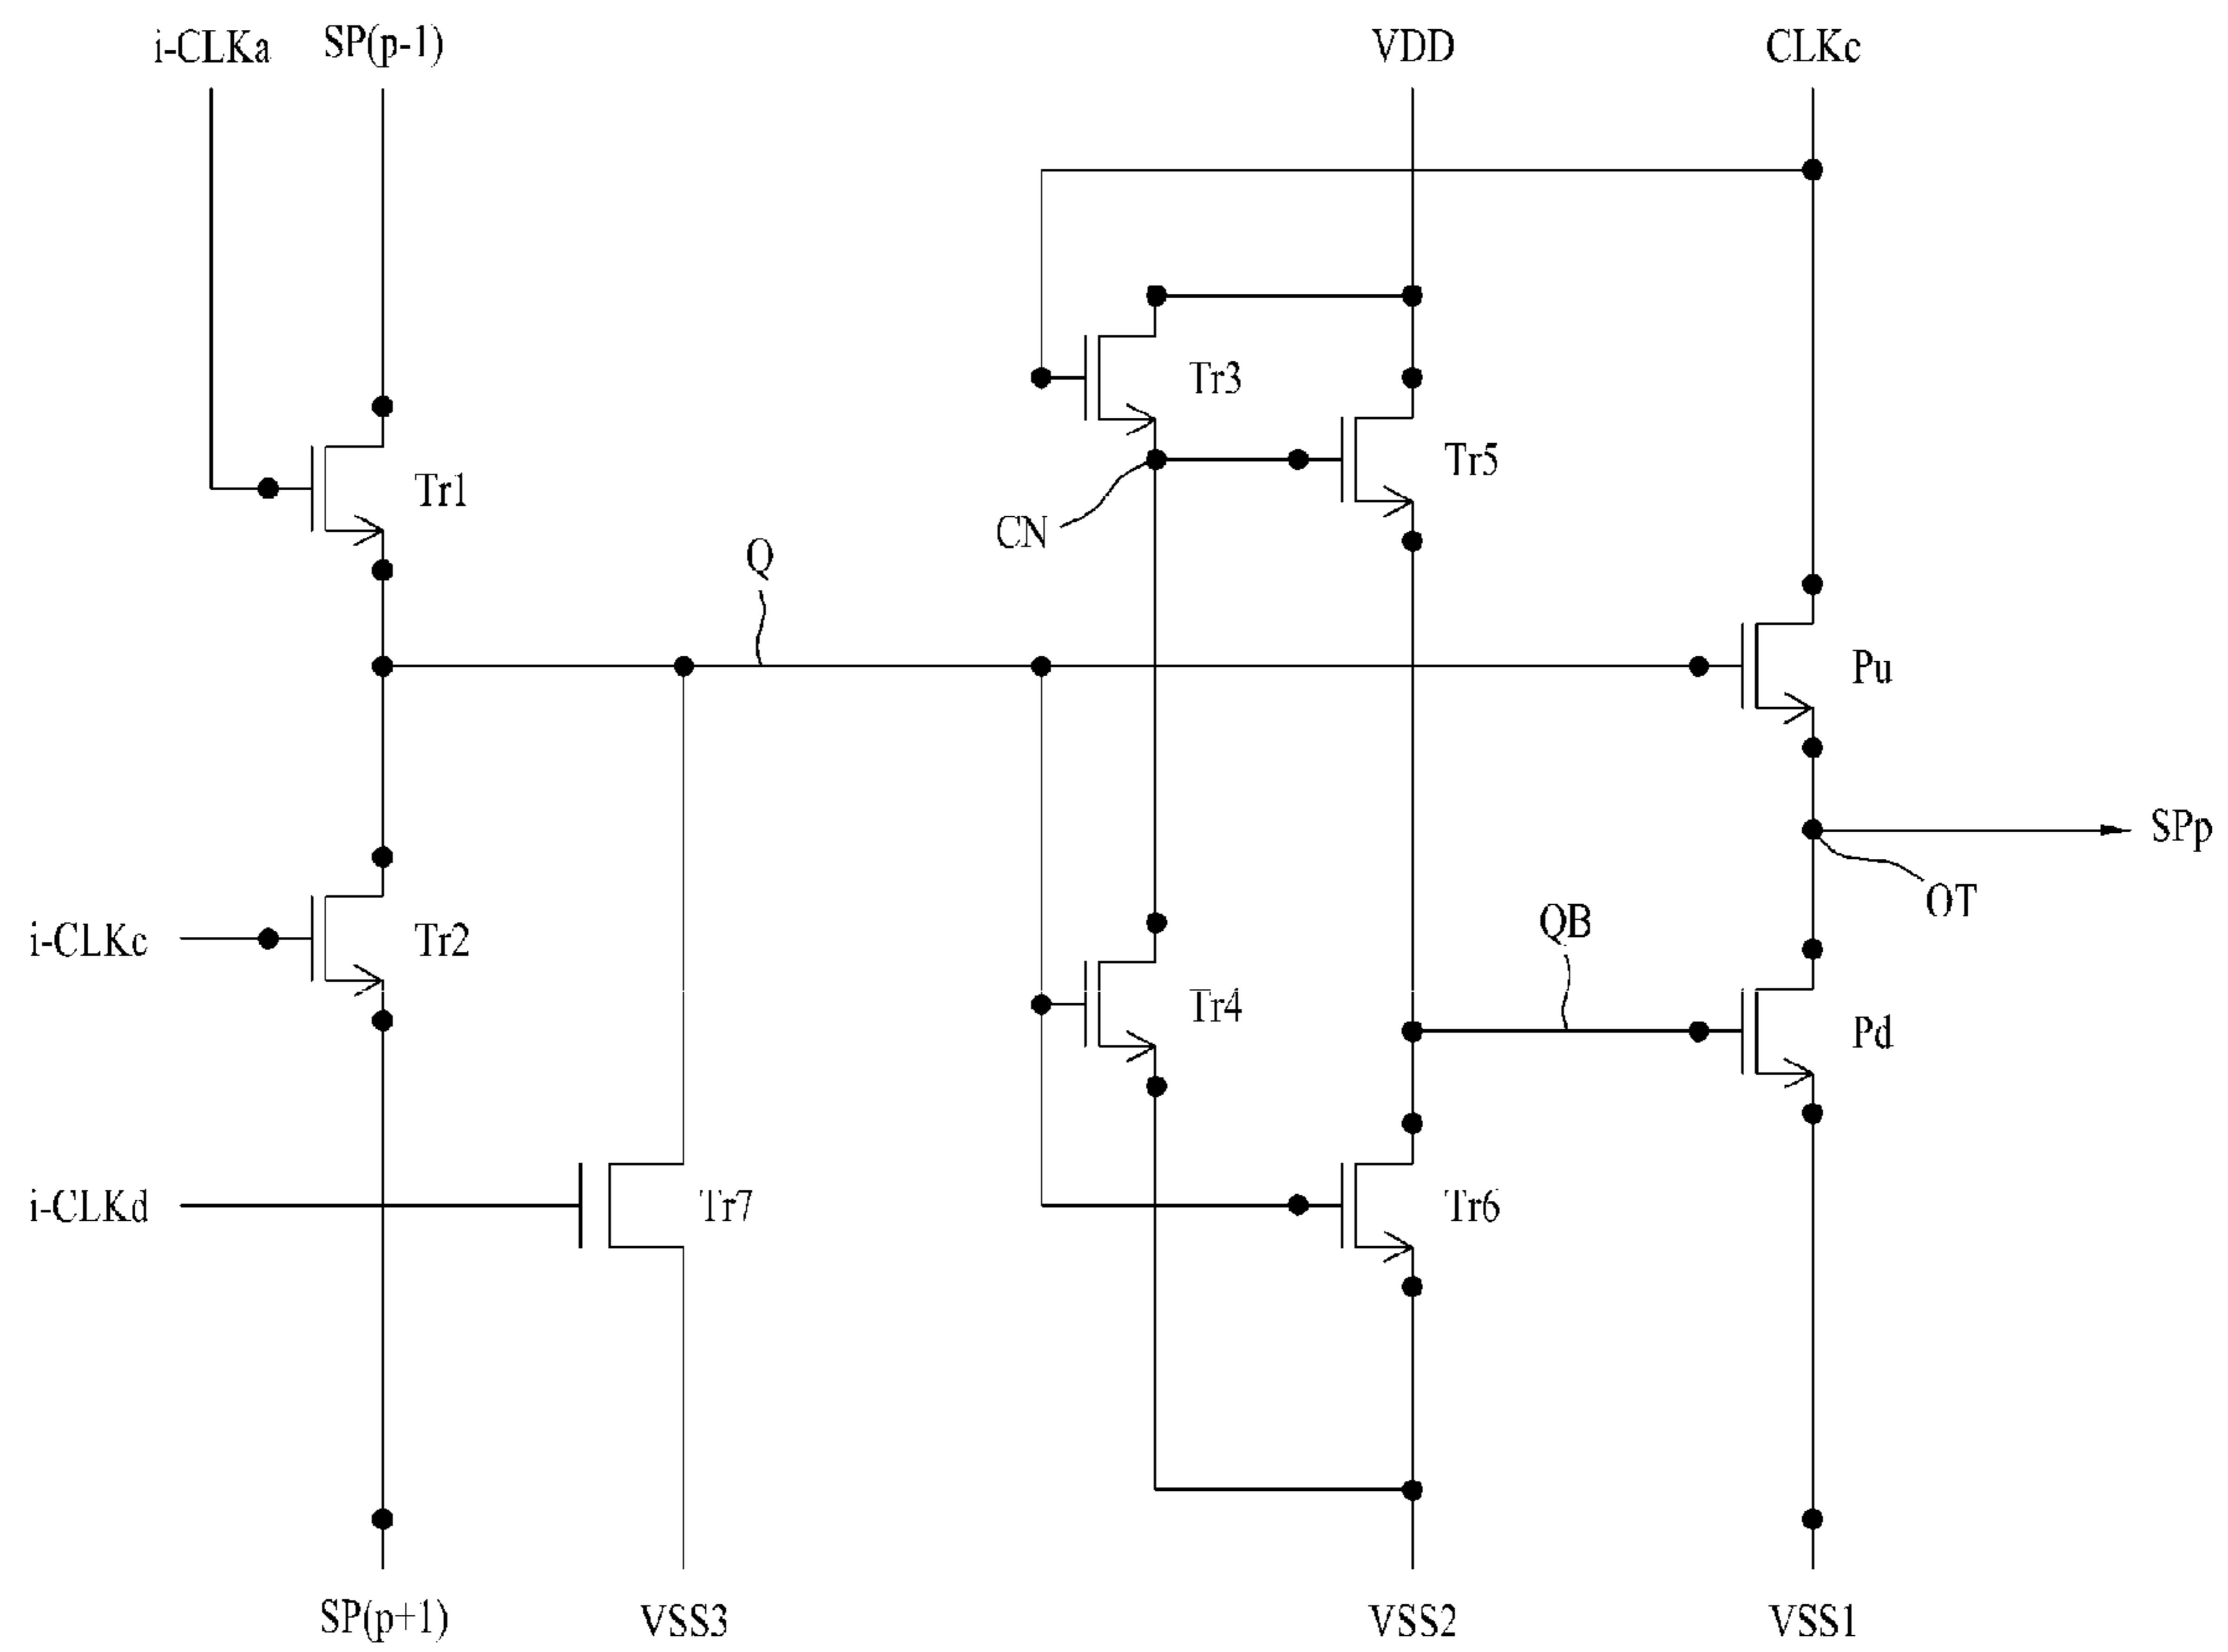 i-CLKa
SP(p-1)
VDD
CLKc
Tr3
Tr5
Tr1
CN
Q
Pu
SPp
OT
QB
i-CLKc
Tr2
Tr4
Pd
i-CLKd
Tr7
Tr6
SP(p+1)
VSS3
VSS2
VSS1